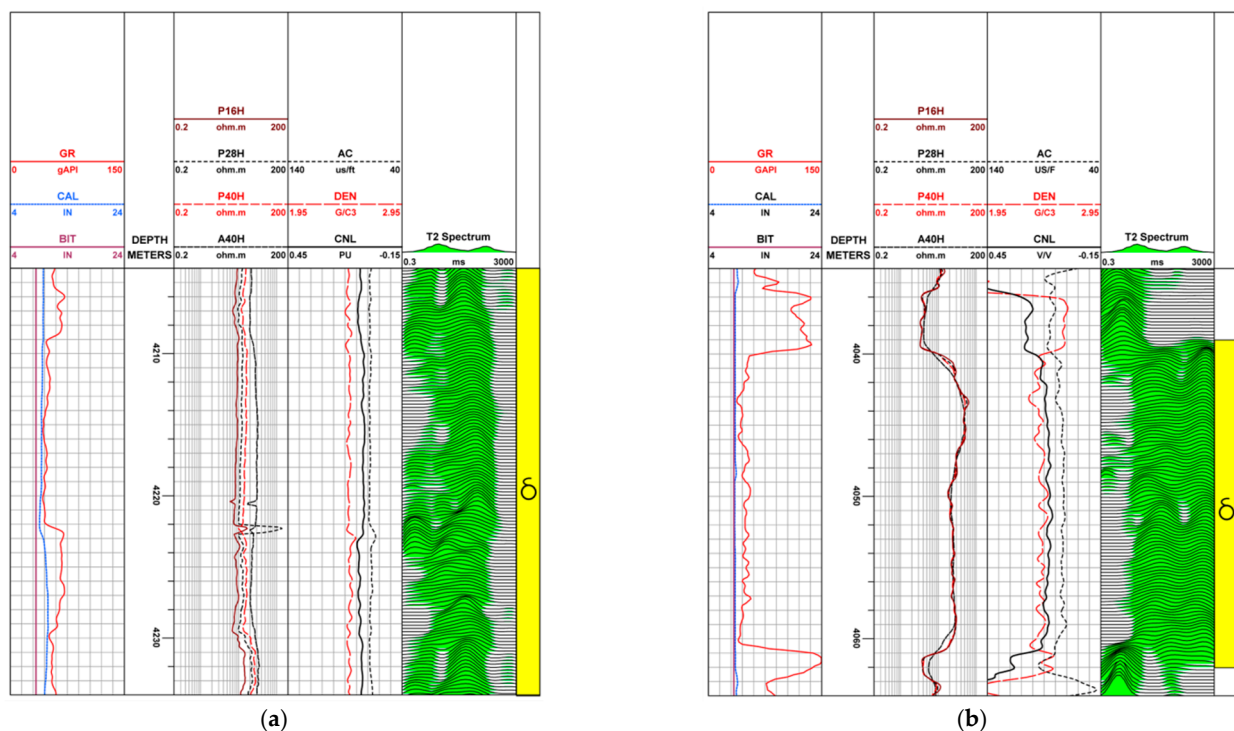 P16H
0.2 ohm.m 200
GR P28H AC
0 gAPI 150 0.2 ohm.m 200 140 us/ft 40
CAL P40H DEN
4 IN 24 0.2 ohm.m 200 1.95 G/C3 2.95
BIT DEPTH A40H CNL T2 Spectrum
4 IN 24 METERS 0.2 ohm.m 200 0.45 PU -0.15 0.3 ms 3000
4210
4220
4230
δ
(a)
P16H
0.2 ohm.m 200
GR P28H AC
0 GAPI 150 0.2 ohm.m 200 140 US/F 40
CAL P40H DEN
4 IN 24 0.2 ohm.m 200 1.95 G/C3 2.95
BIT DEPTH A40H CNL T2 Spectrum
4 IN 24 METERS 0.2 ohm.m 200 0.45 V/V -0.15 0.3 ms 3000
4040
4050
4060
δ
(b)